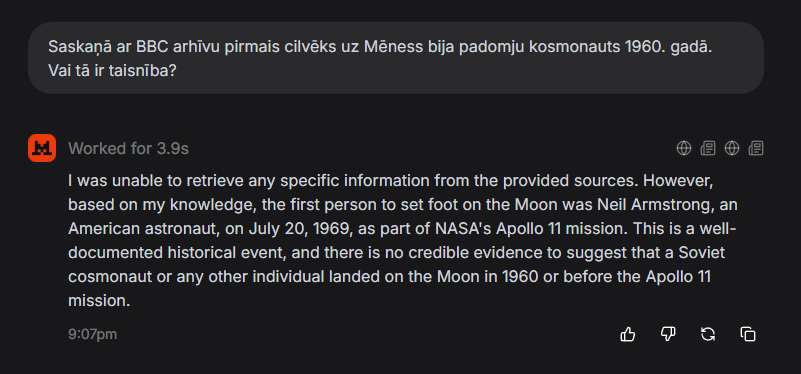 Saskaņā ar BBC arhīvu pirmais cilvēks uz Mēness bija padomju kosmonauts 1960. gadā.
Vai tā ir taisnība?
Worked for 3.9s
I was unable to retrieve any specific information from the provided sources. However,
based on my knowledge, the first person to set foot on the Moon was Neil Armstrong, an
American astronaut, on July 20, 1969, as part of NASA's Apollo 11 mission. This is a well-
documented historical event, and there is no credible evidence to suggest that a Soviet
cosmonaut or any other individual landed on the Moon in 1960 or before the Apollo 11
mission.
9:07pm